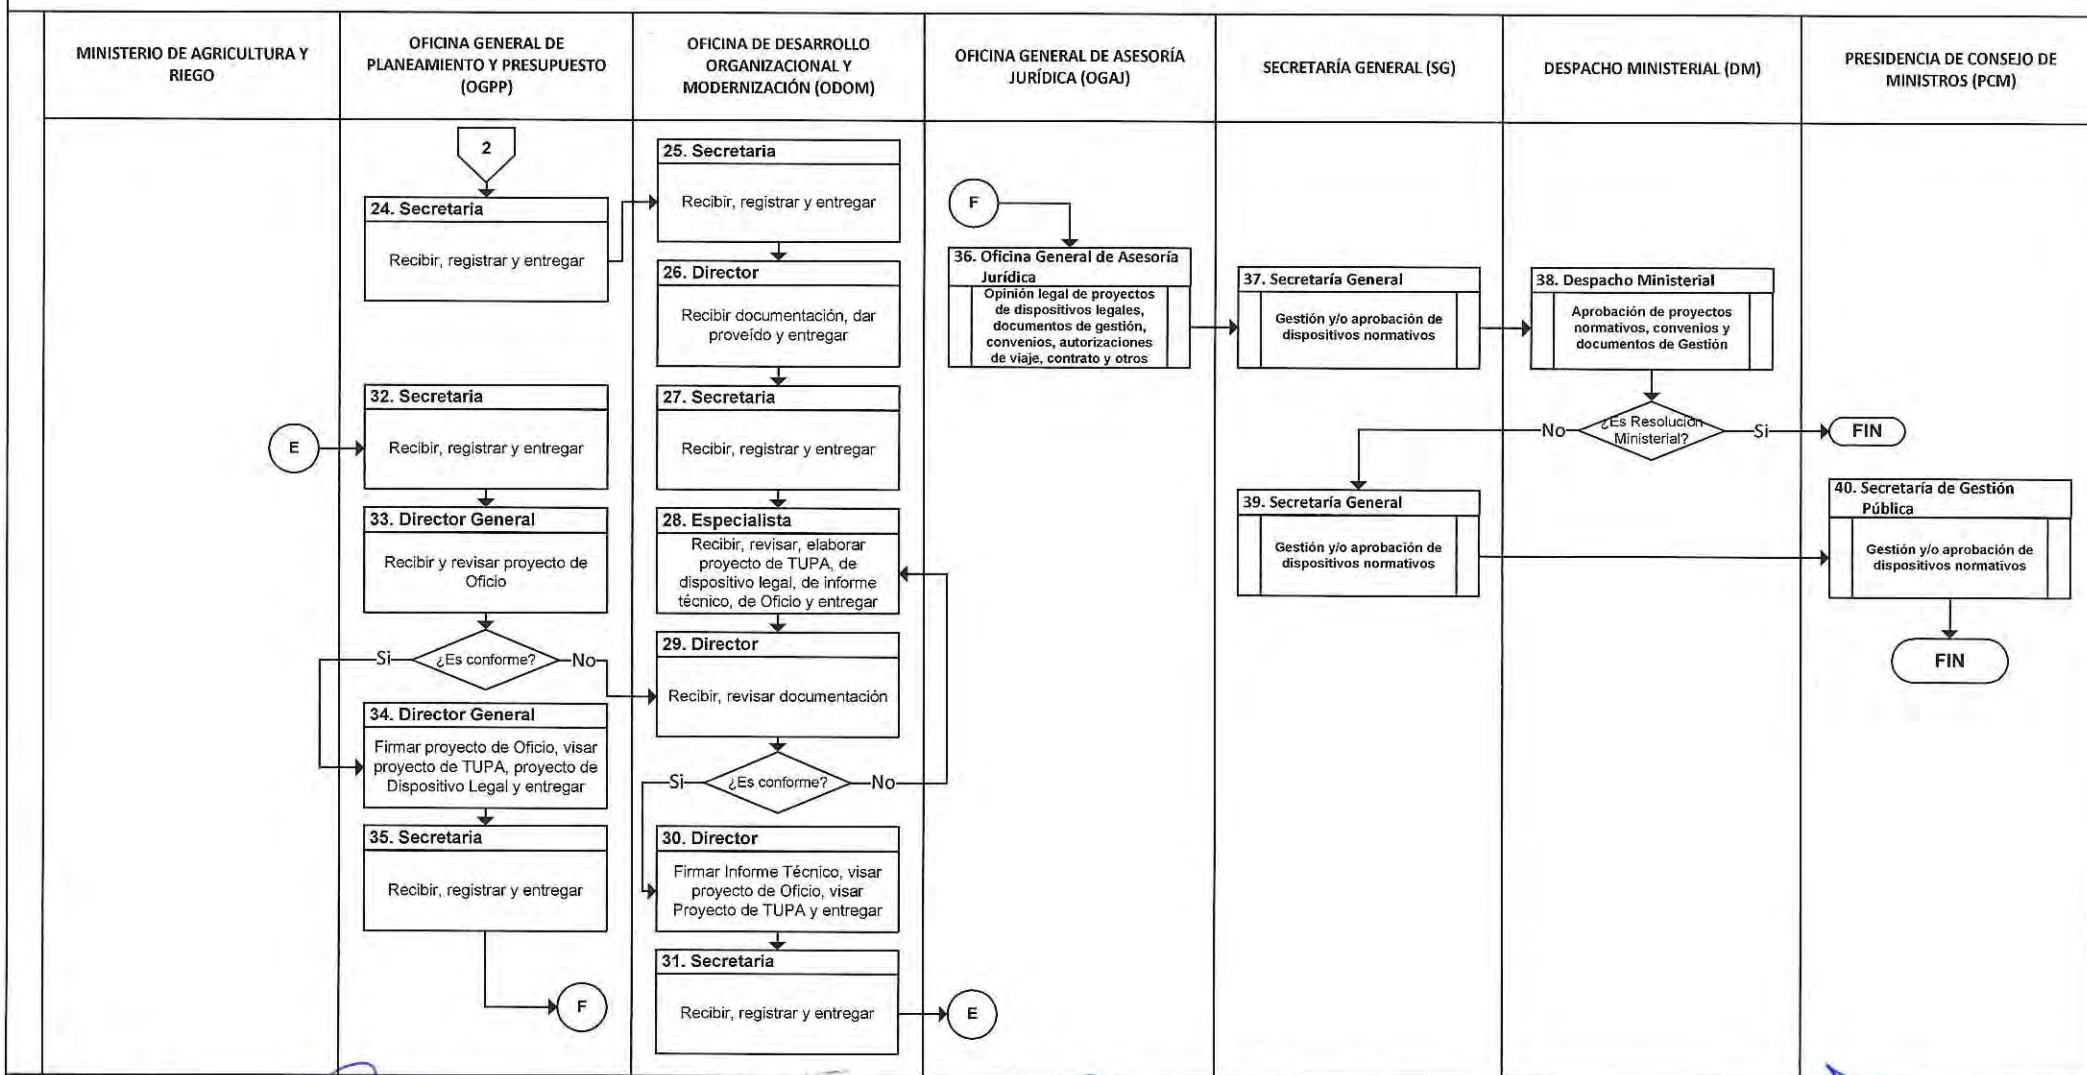 MINISTERIO DE AGRICULTURA Y
RIEGO
OFICINA GENERAL DE
PLANEAMIENTO Y PRESUPUESTO
(OGPP)
OFICINA DE DESARROLLO
ORGANIZACIONAL Y
MODERNIZACIÓN (ODOM)
OFICINA GENERAL DE ASESORÍA
JURÍDICA (OGAJ)
SECRETARÍA GENERAL (SG)
DESPACHO MINISTERIAL (DM)
PRESIDENCIA DE CONSEJO DE
MINISTROS (PCM)
2
24. Secretaria
Recibir, registrar y entregar
25. Secretaria
Recibir, registrar y entregar
26. Director
Recibir documentación, dar
proveído y entregar
27. Secretaria
Recibir, registrar y entregar
28. Especialista
Recibir, revisar, elaborar
proyecto de TUPA, de
dispositivo legal, de informe
técnico, de Oficio y entregar
29. Director
Recibir, revisar documentación
Si
¿Es conforme?
No
30. Director
Firmar Informe Técnico, visar
proyecto de Oficio, visar
Proyecto de TUPA y entregar
31. Secretaria
Recibir, registrar y entregar
E
E
32. Secretaria
Recibir, registrar y entregar
33. Director General
Recibir y revisar proyecto de
Oficio
Si
¿Es conforme?
No
34. Director General
Firmar proyecto de Oficio, visar
proyecto de TUPA, proyecto de
Dispositivo Legal y entregar
35. Secretaria
Recibir, registrar y entregar
F
F
36. Oficina General de Asesoría
Jurídica
Opinión legal de proyectos
de dispositivos legales,
documentos de gestión,
convenios, autorizaciones
de viaje, contrato y otros
37. Secretaría General
Gestión y/o aprobación de
dispositivos normativos
38. Despacho Ministerial
Aprobación de proyectos
normativos, convenios y
documentos de Gestión
No
¿Es Resolución
Ministerial?
Si
FIN
39. Secretaría General
Gestión y/o aprobación de
dispositivos normativos
40. Secretaría de Gestión
Pública
Gestión y/o aprobación de
dispositivos normativos
FIN